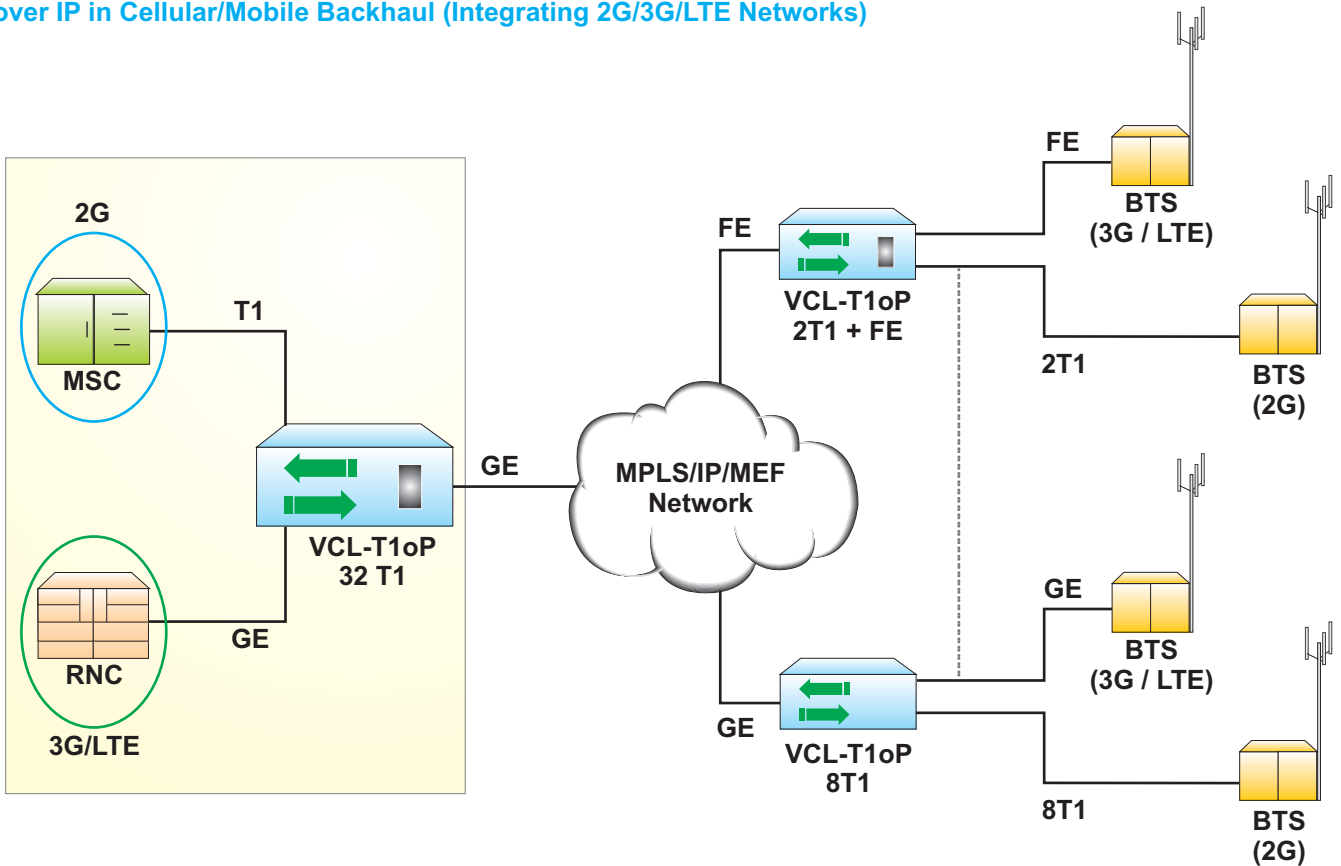 over IP in Cellular/Mobile Backhaul (Integrating 2G/3G/LTE Networks)
2G
MSC
T1
VCL-T1oP
32 T1
RNC
GE
3G/LTE
GE
MPLS/IP/MEF
Network
FE
VCL-T1oP
2T1 + FE
FE
BTS
(3G / LTE)
2T1
BTS
(2G)
GE
VCL-T1oP
8T1
GE
BTS
(3G / LTE)
8T1
BTS
(2G)